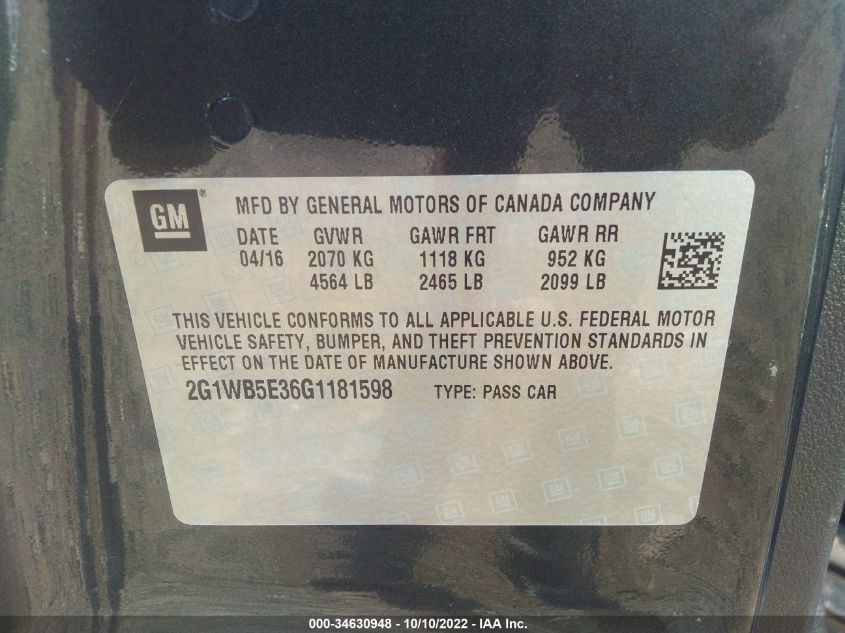 GM ®
MFD BY GENERAL MOTORS OF CANADA COMPANY
DATE GVWR GAWR FRT GAWR RR
04/16 2070 KG 1118 KG 952 KG
4564 LB 2465 LB 2099 LB
THIS VEHICLE CONFORMS TO ALL APPLICABLE U.S. FEDERAL MOTOR
VEHICLE SAFETY, BUMPER, AND THEFT PREVENTION STANDARDS IN
EFFECT ON THE DATE OF MANUFACTURE SHOWN ABOVE.
2G1WB5E36G1181598 TYPE: PASS CAR
000-34630948 - 10/10/2022 - IAA Inc.